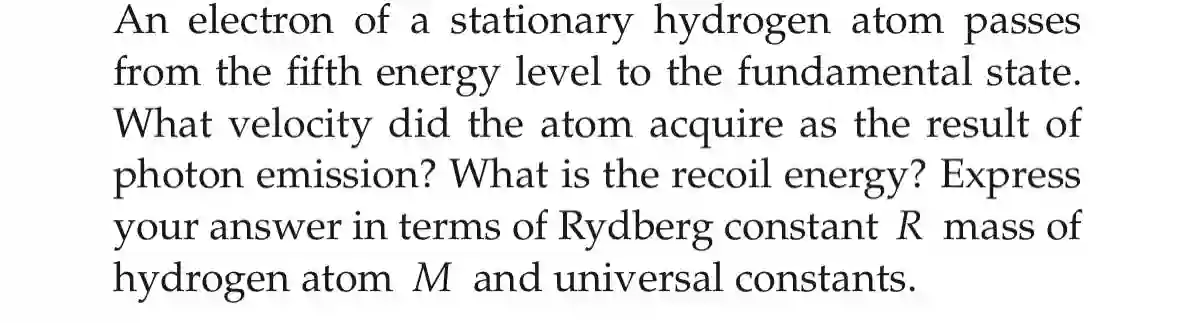 An electron of a stationary hydrogen atom passes
from the fifth energy level to the fundamental state.
What velocity did the atom acquire as the result of
photon emission? What is the recoil energy? Express
your answer in terms of Rydberg constant R mass of
hydrogen atom M and universal constants.